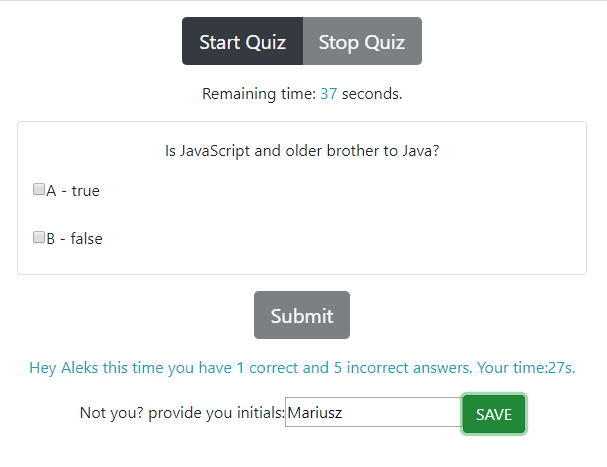 Start Quiz Stop Quiz
Remaining time: 37 seconds.
Is JavaScript and older brother to Java?
A - true
B - false
Submit
Hey Aleks this time you have 1 correct and 5 incorrect answers. Your time:27s.
Not you? provide you initials: Mariusz SAVE